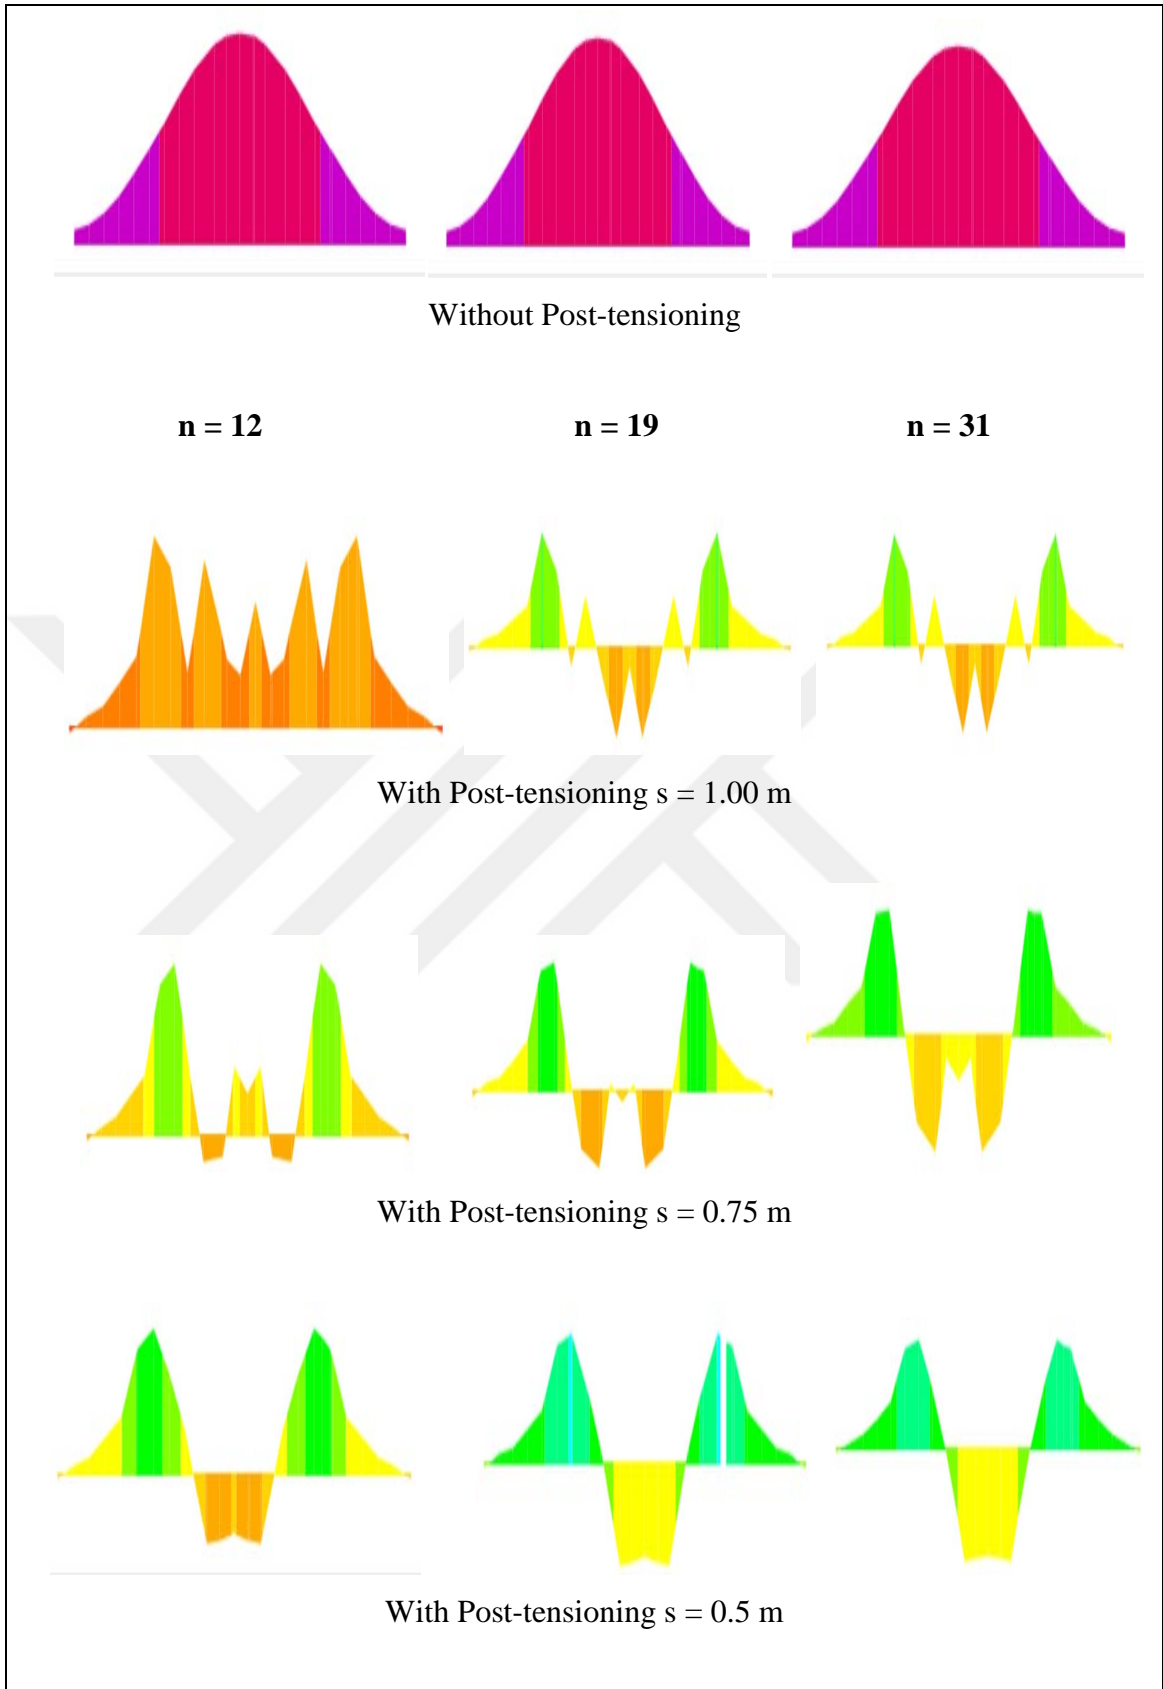 Without Post-tensioning
n = 12 n = 19 n = 31
With Post-tensioning s = 1.00 m
With Post-tensioning s = 0.75 m
With Post-tensioning s = 0.5 m